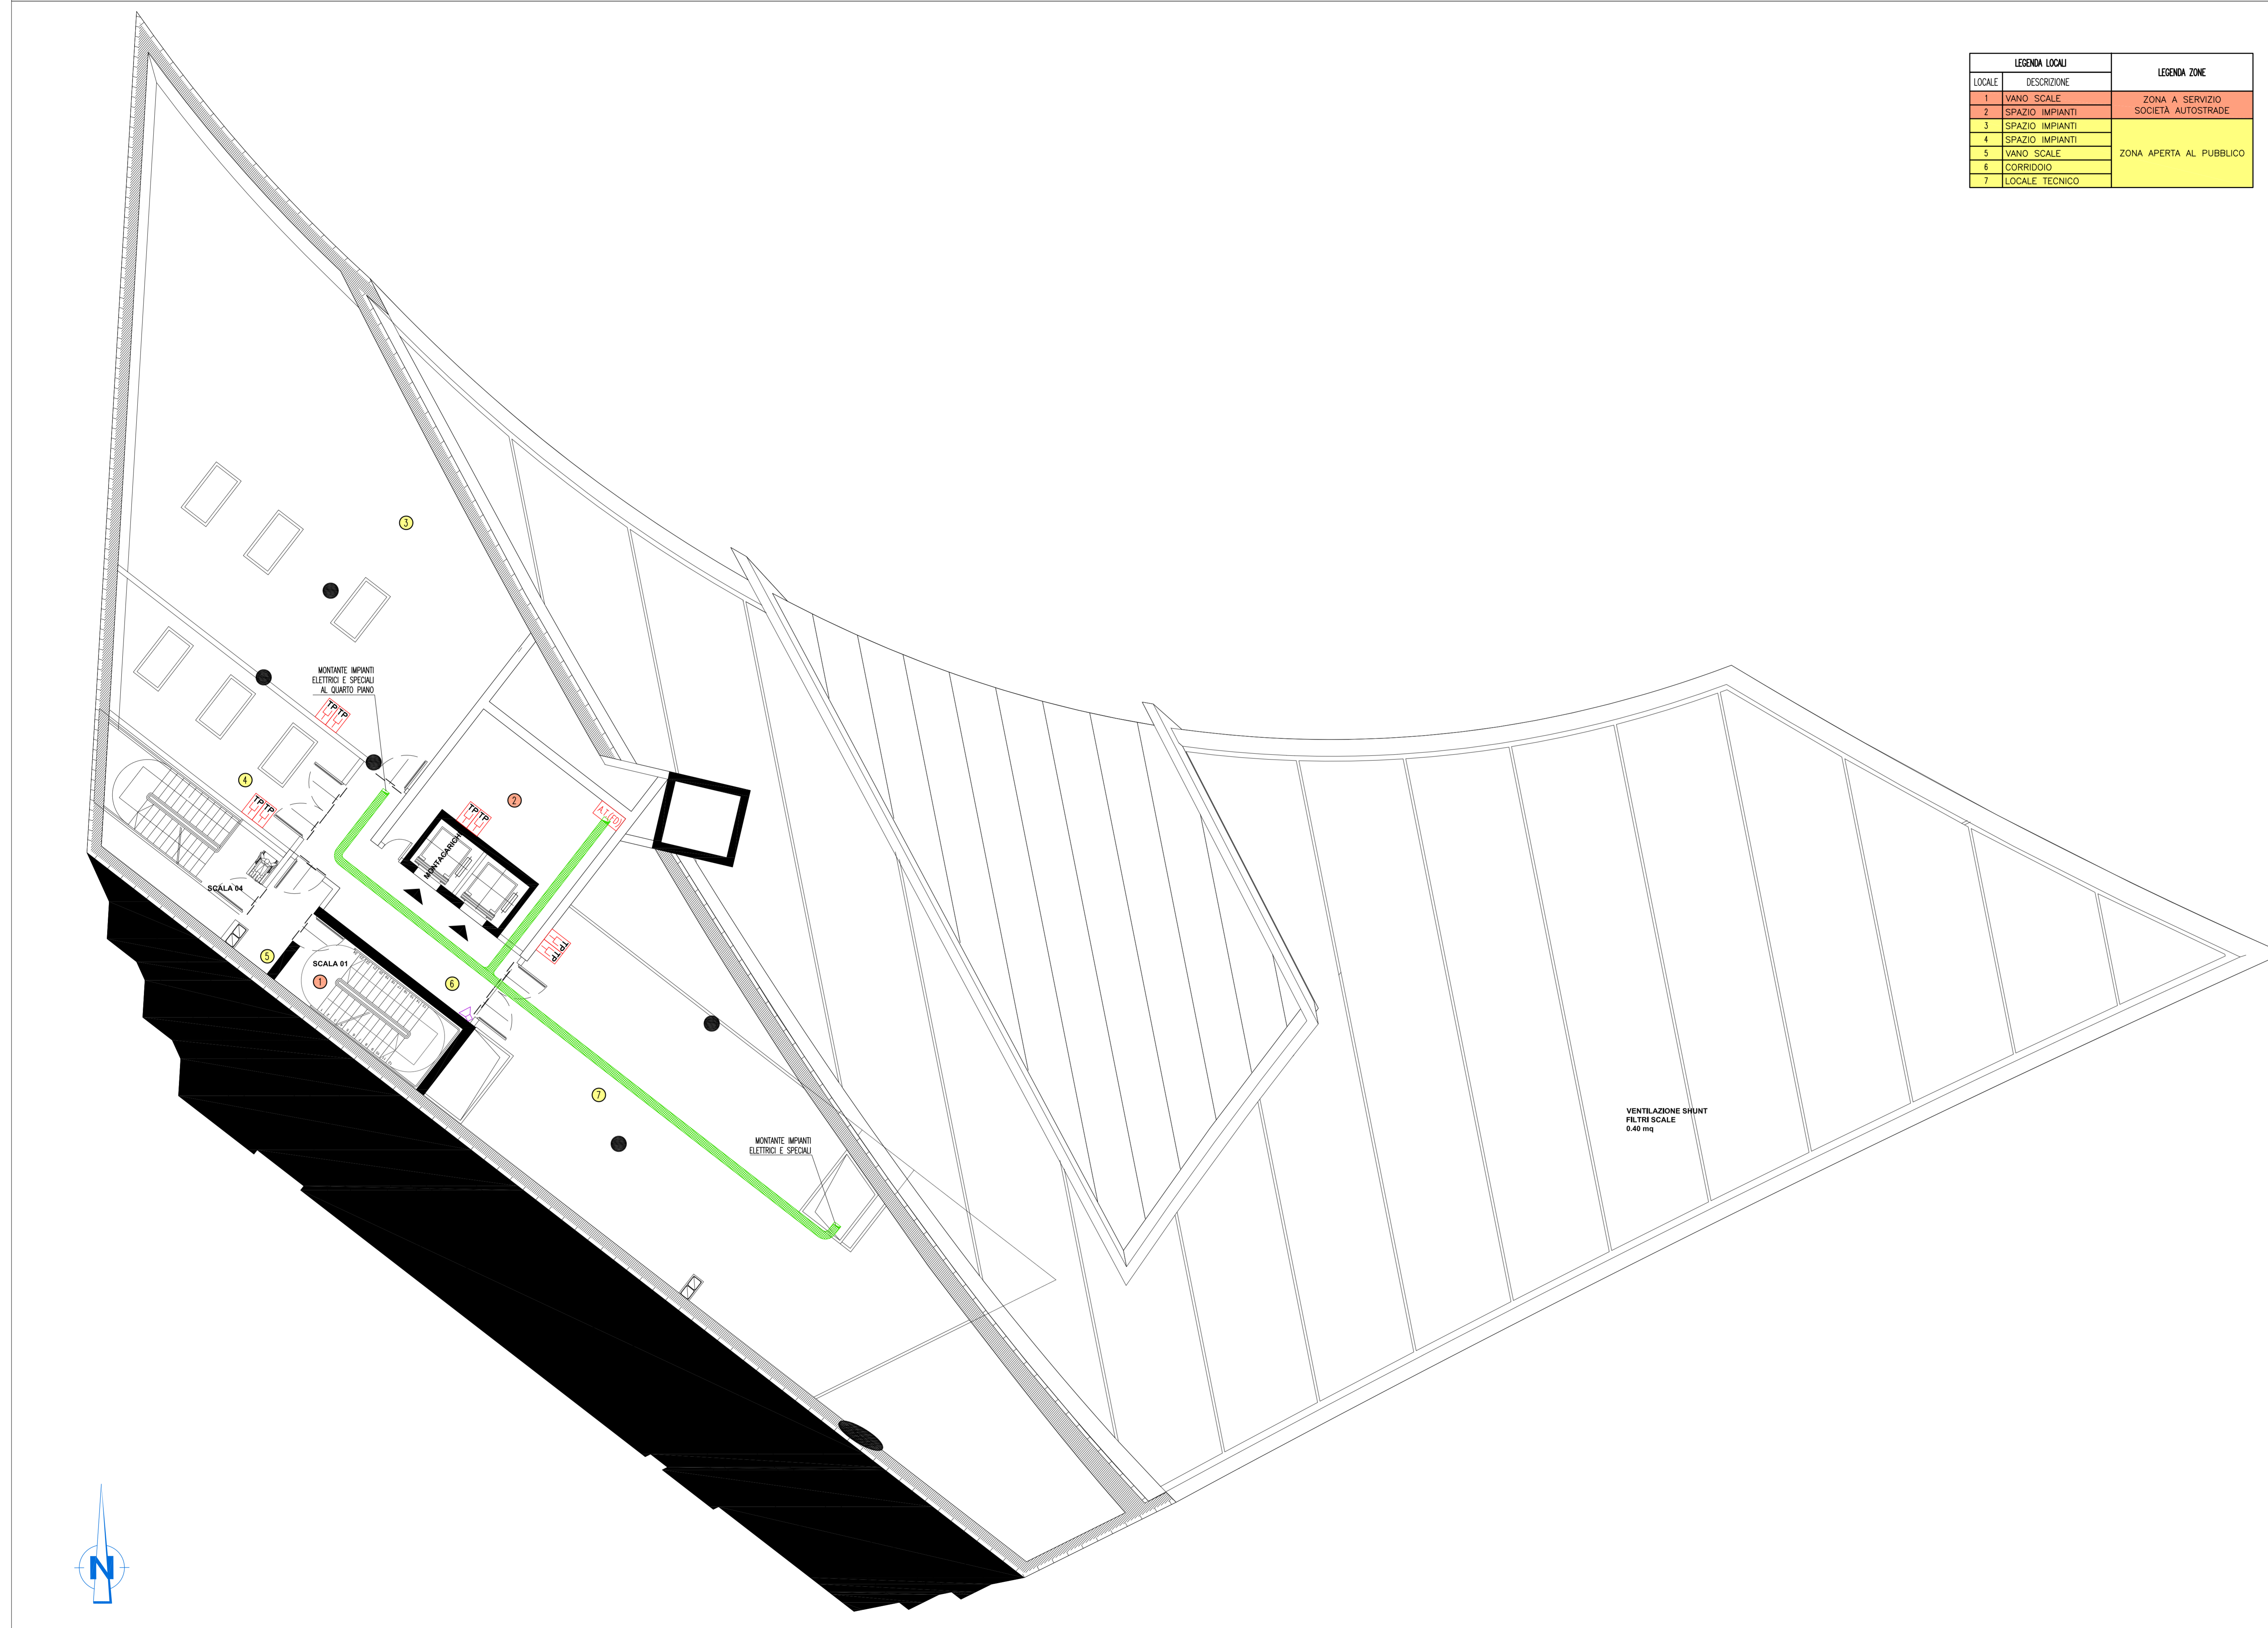 LEGENDA LOCALI
LEGENDA ZONE
LOCALE DESCRIZIONE
1 VANO SCALE
ZONA A SERVIZIO
SOCIETÀ AUTOSTRADE
2 SPAZIO IMPIANTI
3 SPAZIO IMPIANTI
4 SPAZIO IMPIANTI
5 VANO SCALE
ZONA APERTA AL PUBBLICO
6 CORRIDOIO
7 LOCALE TECNICO
3
MONTANTE IMPIANTI
ELETTRICI E SPECIALI
AL QUARTO PIANO
TP TP
4
TP TP
2
TP TP
A.T.(FD)
MONTACARICHI
SCALA 04
TP TP
5
SCALA 01
1
6
7
MONTANTE IMPIANTI
ELETTRICI E SPECIALI
VENTILAZIONE SHUNT
FILTRI SCALE
0.40 mq
N